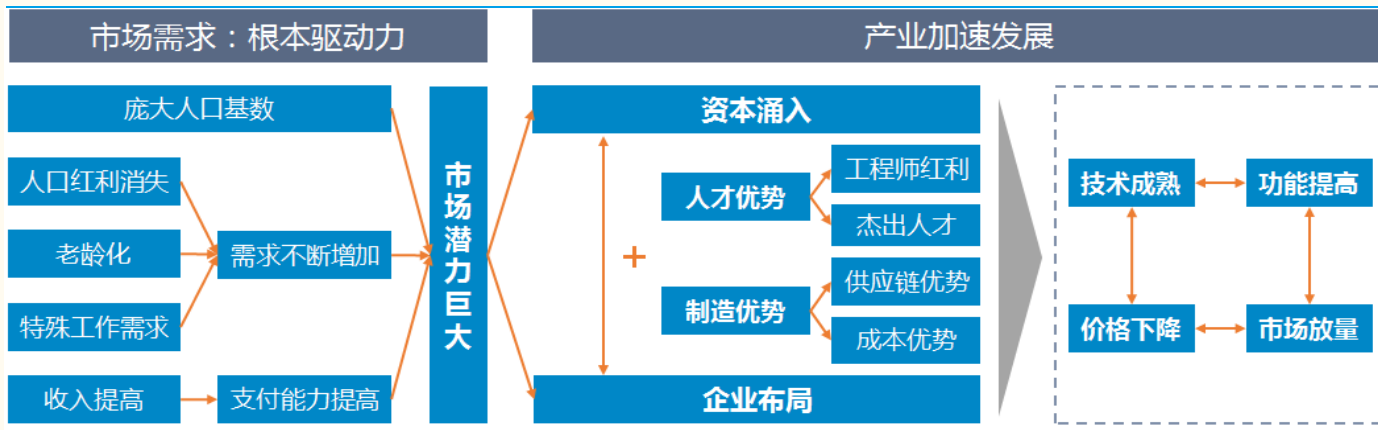 市场需求：根本驱动力
产业加速发展
庞大人口基数
人口红利消失
老龄化
特殊工作需求
需求不断增加
收入提高
支付能力提高
市场潜力巨大
资本涌入
人才优势
工程师红利
杰出人才
+
制造优势
供应链优势
成本优势
企业布局
技术成熟
功能提高
价格下降
市场放量